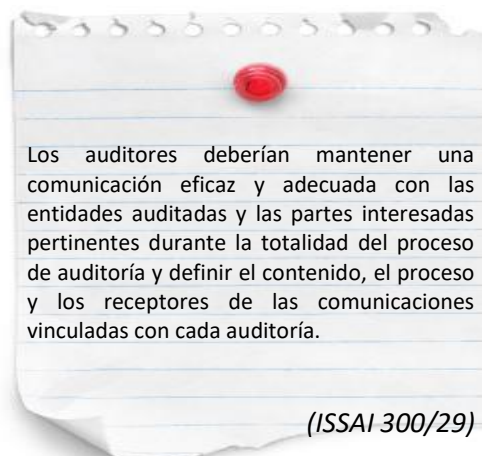 Los auditores deberían mantener una
comunicación eficaz y adecuada con las
entidades auditadas y las partes interesadas
pertinentes durante la totalidad del proceso
de auditoría y definir el contenido, el proceso
y los receptores de las comunicaciones
vinculadas con cada auditoría.
(ISSAI 300/29)